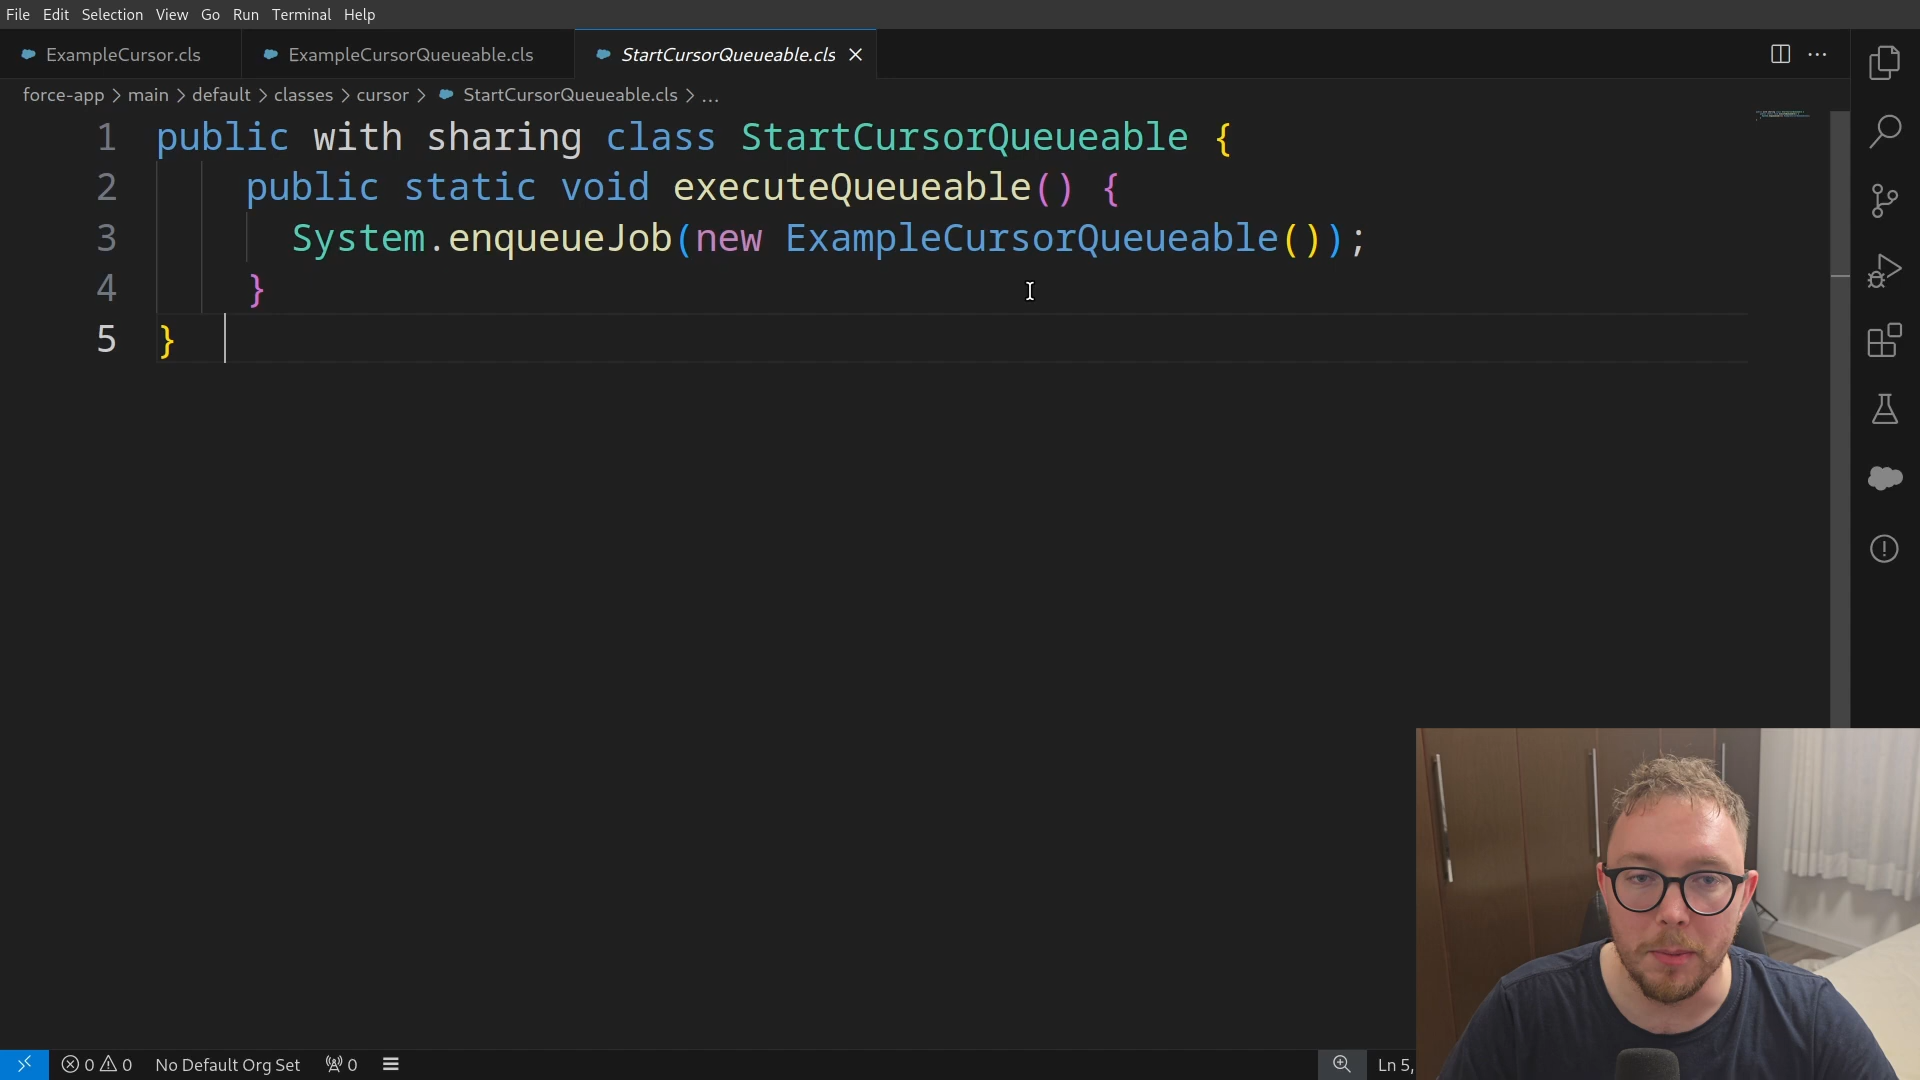 File Edit Selection View Go Run Terminal Help
ExampleCursor.cls ExampleCursorQueueable.cls StartCursorQueueable.cls
force-app > main > default > classes > cursor > StartCursorQueueable.cls > ...
1 public with sharing class StartCursorQueueable {
2 public static void executeQueueable() {
3 System.enqueueJob(new ExampleCursorQueueable());
4 }
5 }
0 0 No Default Org Set 0 Ln 5,